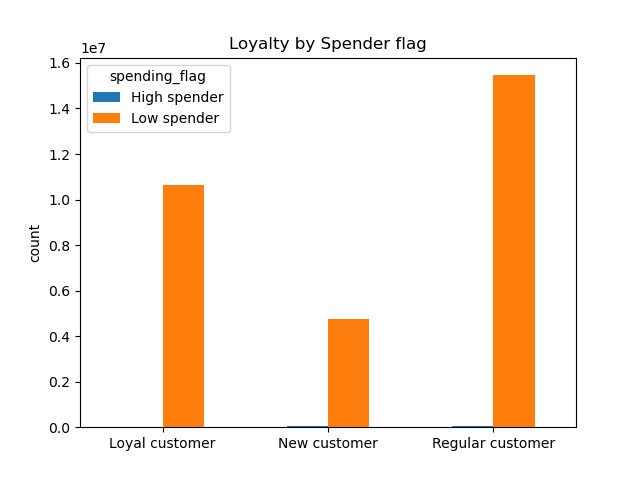 Loyalty by Spender flag
1e7
spending_flag
High spender
Low spender
1.6
1.4
1.2
1.0
0.8
0.6
0.4
0.2
0.0
count
Loyal customer
New customer
Regular customer